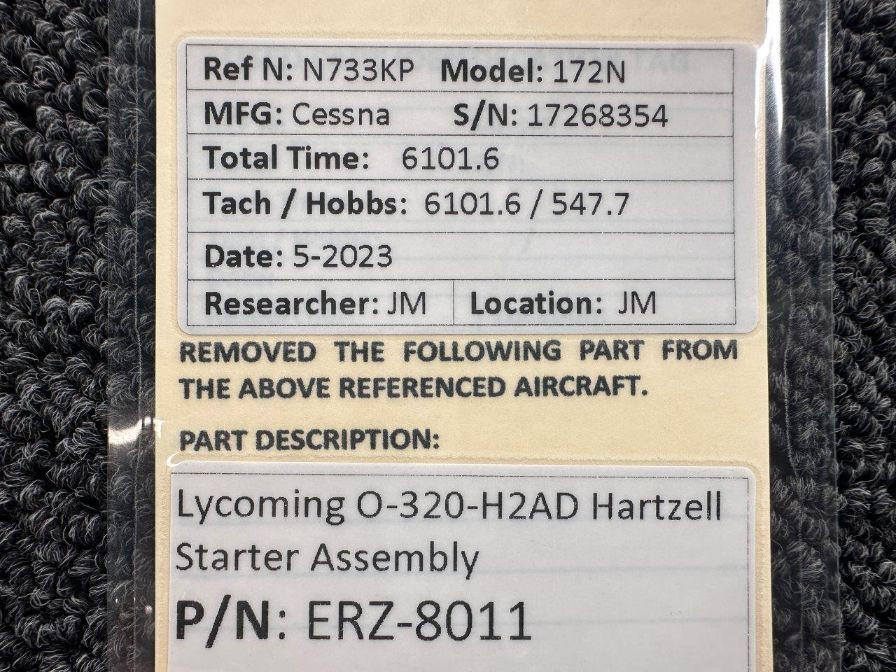 Ref N: N733KP Model: 172N
MFG: Cessna S/N: 17268354
Total Time: 6101.6
Tach / Hobbs: 6101.6 / 547.7
Date: 5-2023
Researcher: JM Location: JM
REMOVED THE FOLLOWING PART FROM
THE ABOVE REFERENCED AIRCRAFT.
PART DESCRIPTION:
Lycoming O-320-H2AD Hartzell
Starter Assembly
P/N: ERZ-8011